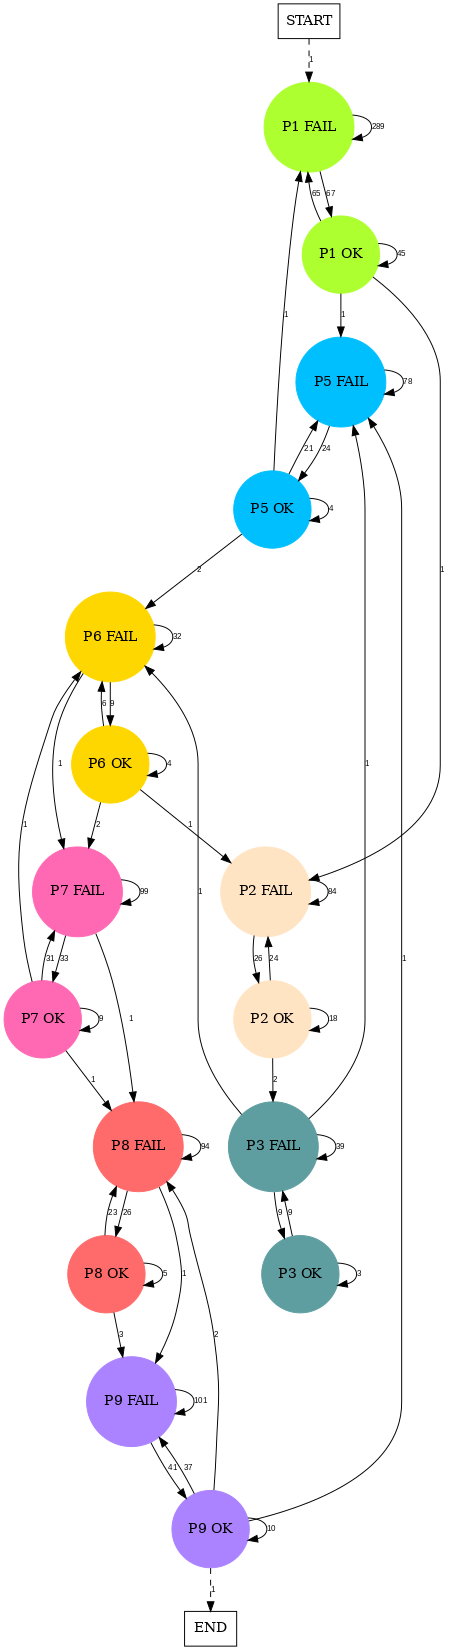 START
1
P1 FAIL
289
65
67
P1 OK
45
1
1
P5 FAIL
78
21
24
P5 OK
4
2
1
P6 FAIL
32
6
9
P6 OK
4
1
1
2
1
1
1
P7 FAIL
99
P2 FAIL
84
31
33
26
24
1
1
P7 OK
9
P2 OK
18
1
2
P8 FAIL
94
P3 FAIL
39
23
26
9
9
P8 OK
5
P3 OK
3
1
3
2
P9 FAIL
101
41
37
P9 OK
10
1
END